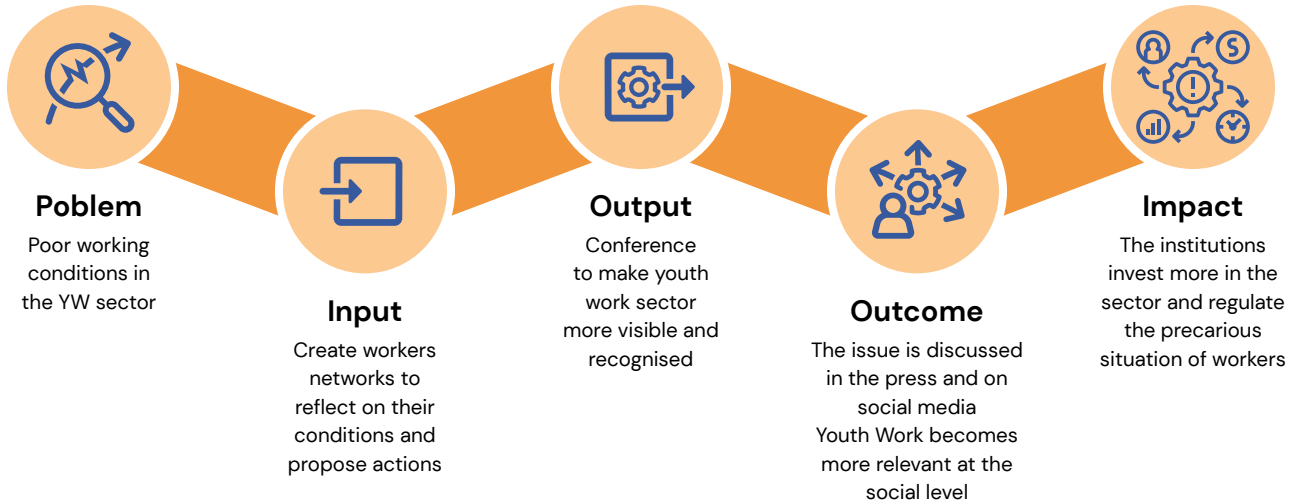 Poblem
Poor working
conditions in
the YW sector
Input
Create workers
networks to
reflect on their
conditions and
propose actions
Output
Conference
to make youth
work sector
more visible and
recognised
Outcome
The issue is discussed
in the press and on
social media
Youth Work becomes
more relevant at the
social level
Impact
The institutions
invest more in the
sector and regulate
the precarious
situation of workers